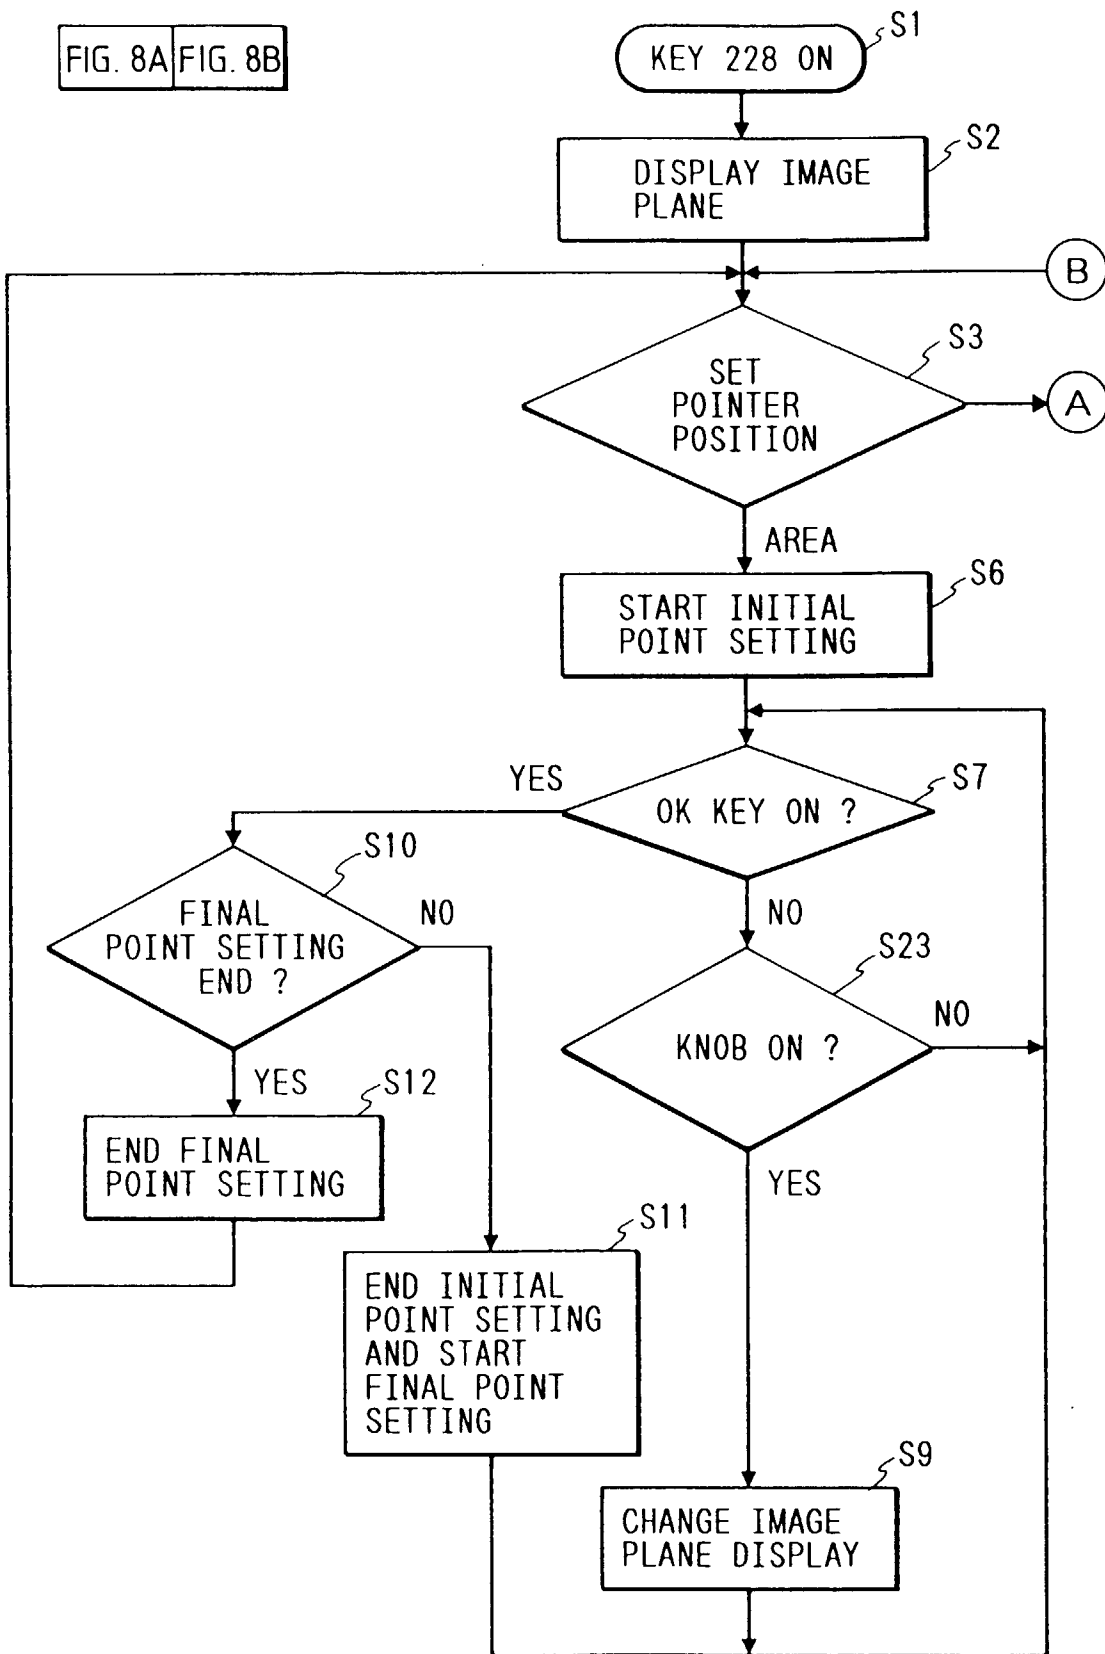 FIG. 8A FIG. 8B
KEY 228 ON
S1
S2
DISPLAY IMAGE
PLANE
B
S3
SET
POINTER
POSITION
A
AREA
S6
START INITIAL
POINT SETTING
YES
S7
OK KEY ON ?
S10
NO
NO
FINAL
POINT SETTING
END ?
S23
KNOB ON ?
NO
YES
S12
END FINAL
POINT SETTING
YES
S11
END INITIAL
POINT SETTING
AND START
FINAL POINT
SETTING
S9
CHANGE IMAGE
PLANE DISPLAY